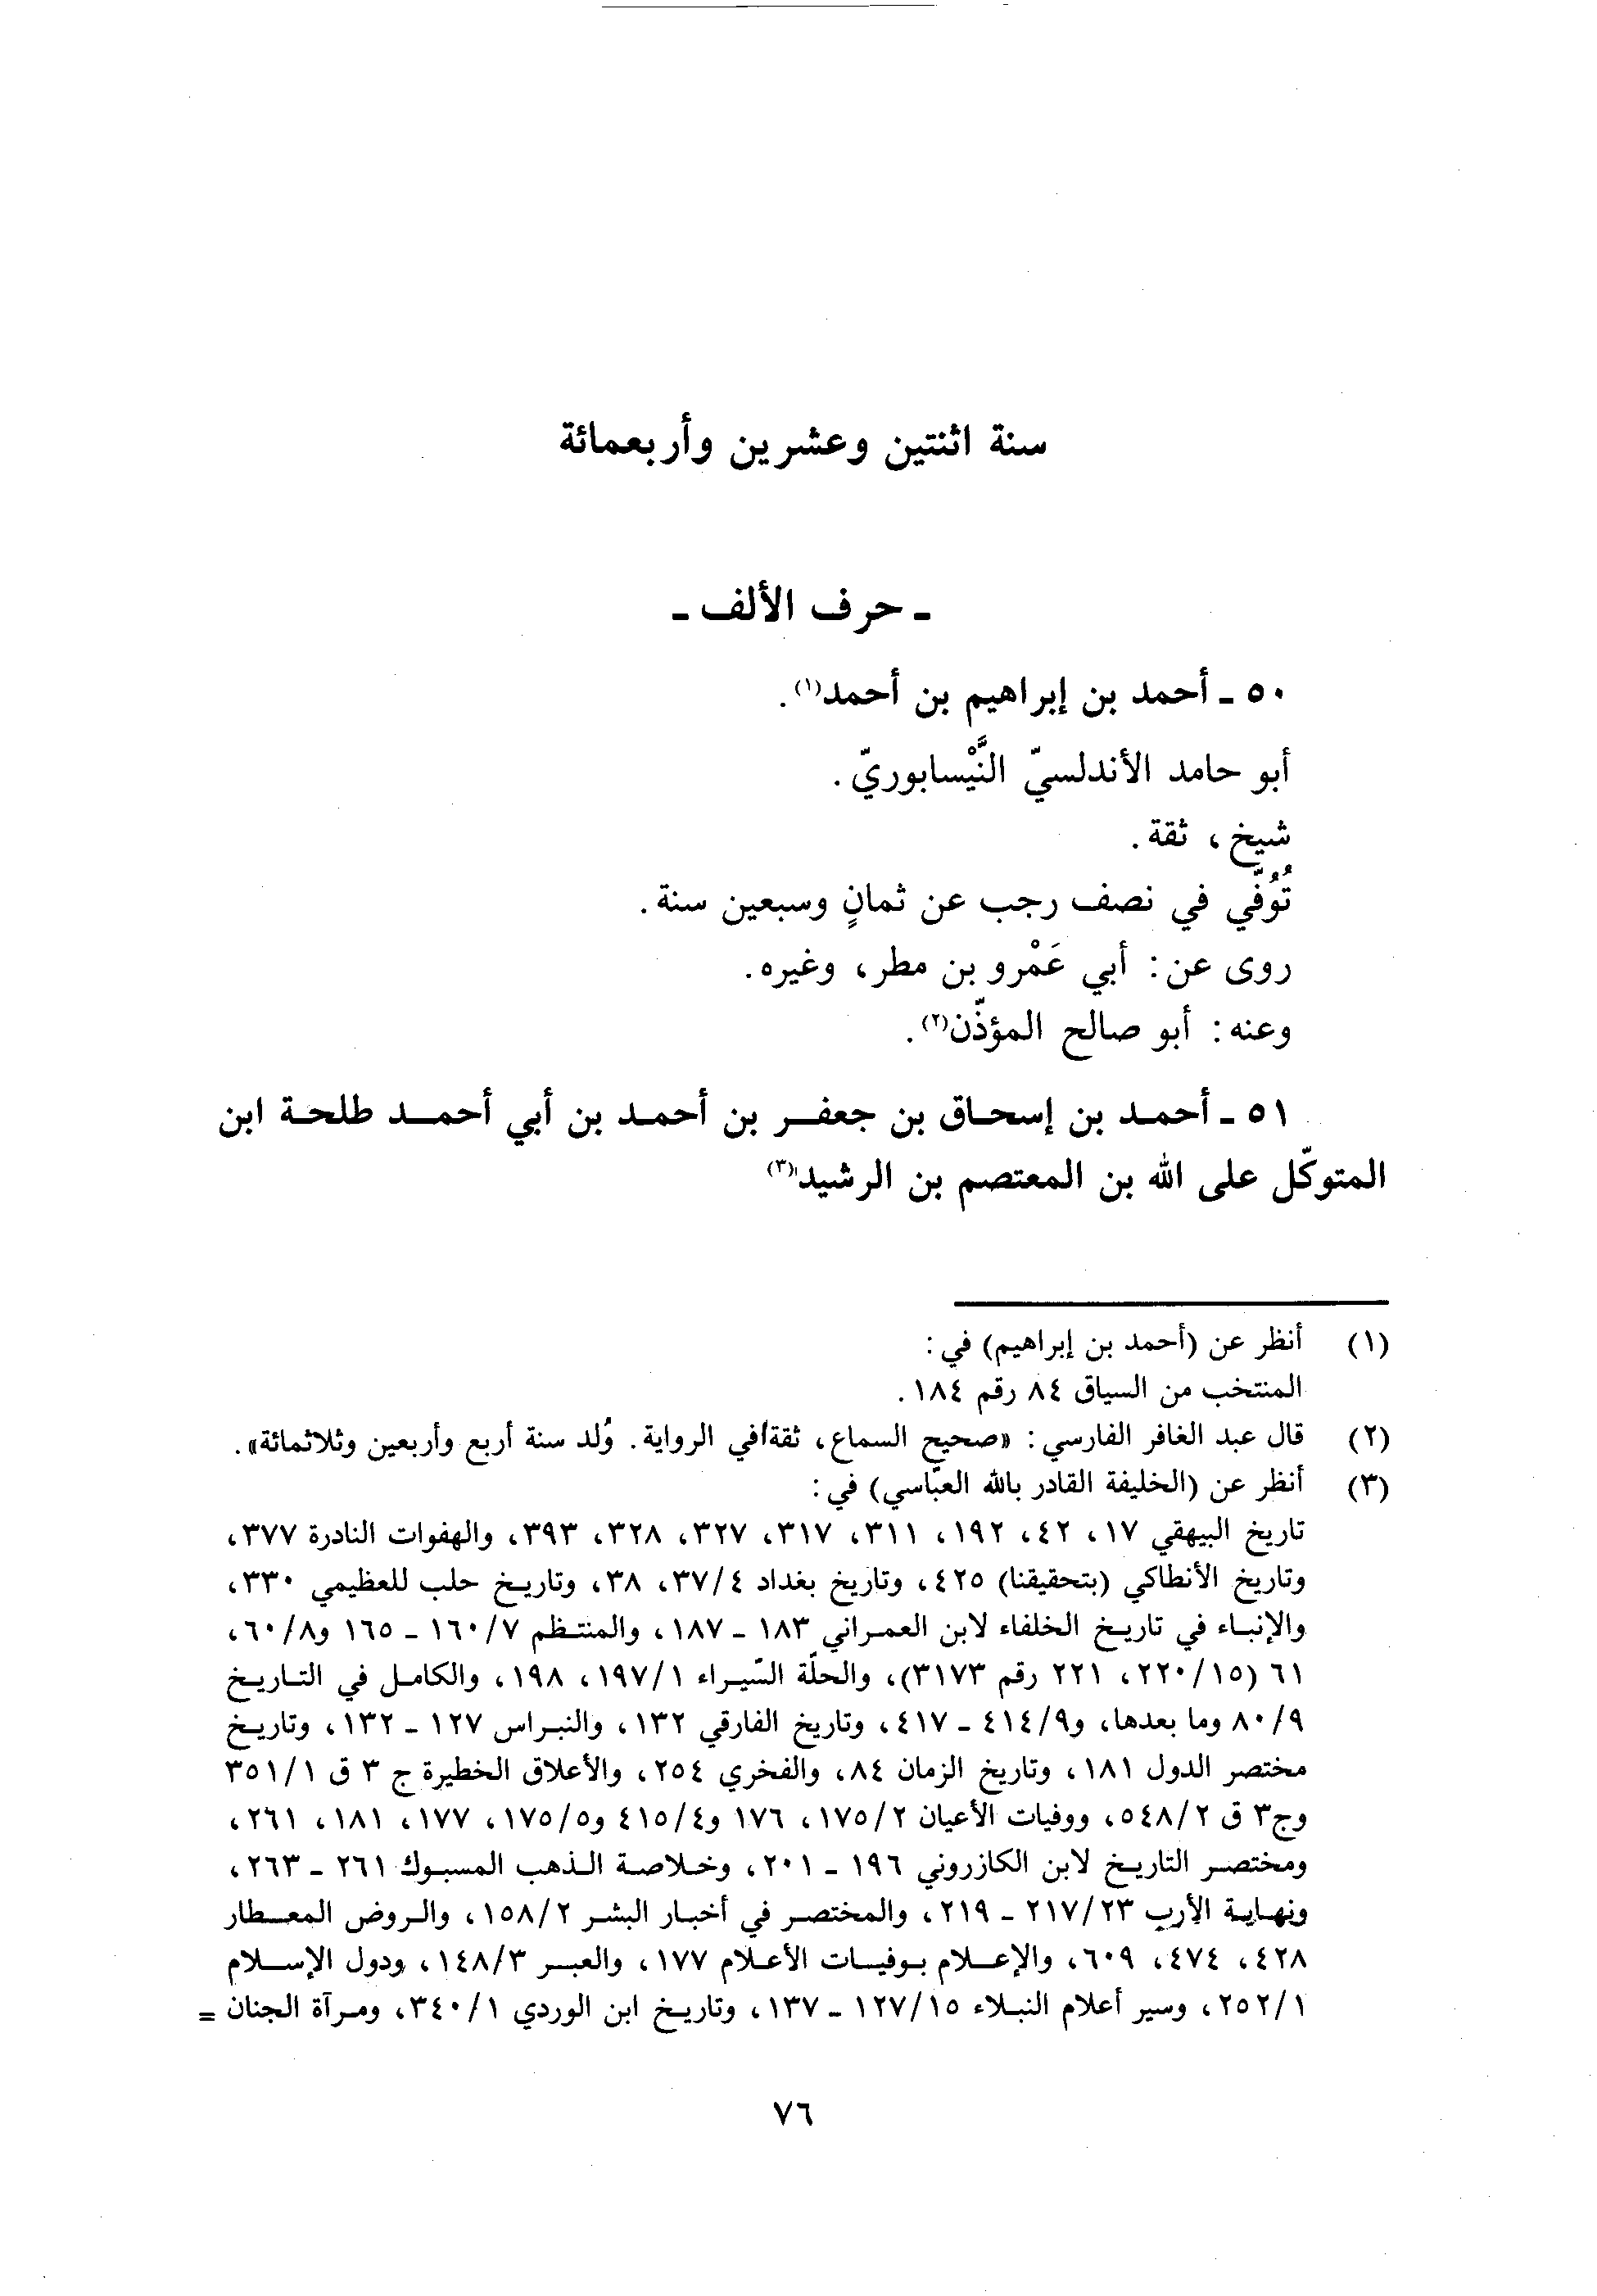 سنة اثنتين وعشرين وأربعمائة
ـ حرف الألف ـ
٥٠ ـ أحمد بن إبراهيم بن أحمد(١).
أبو حامد الأندلسيّ النَّيْسابوريّ.
شيخ، ثقة.
تُوُفّي في نصف رجب عن ثمانٍ وسبعين سنة.
روى عن: أبي عَمْرو بن مطر، وغيره.
وعنه: أبو صالح المؤذّن(٢).
٥١ ـ أحمد بن إسحاق بن جعفر بن أحمد بن أبي أحمد طلحة ابن
المتوكّل على الله بن المعتصم بن الرشيد(٣)
(١) أنظر عن (أحمد بن إبراهيم) في:
المنتخب من السياق ٨٤ رقم ١٨٤.
(٢) قال عبد الغافر الفارسي: «صحيح السماع، ثقة في الرواية. وُلد سنة أربع وأربعين وثلاثمائة».
(٣) أنظر عن (الخليفة القادر بالله العبّاسي) في:
تاريخ البيهقي ١٧، ٤٢، ١٩٢، ٣١١، ٣١٧، ٣٢٧، ٣٢٨، ٣٩٣، والهفوات النادرة ٣٧٧،
وتاريخ الأنطاكي (بتحقيقنا) ٤٢٥، وتاريخ بغداد ٣٧/٤، ٣٨، وتاريخ حلب للعظيمي ٣٣٠،
والإنباء في تاريخ الخلفاء لابن العمراني ١٨٣ ـ ١٨٧، والمنتظم ١٦٠/٧ ـ ١٦٥ و٦٠/٨،
٦١ (٢٢٠/١٥، ٢٢١ رقم ٣١٧٣)، والحلّة السّيراء ١٩٧/١، ١٩٨، والكامل في التاريخ
٨٠/٩ وما بعدها، و٤١٤/٩ ـ ٤١٧، وتاريخ الفارقي ١٣٢، والنبراس ١٢٧ ـ ١٣٢، وتاريخ
مختصر الدول ١٨١، وتاريخ الزمان ٨٤، والفخري ٢٥٤، والأعلاق الخطيرة ج ٣ ق ٣٥١/١
وج٣ ق ٥٤٨/٢، ووفيات الأعيان ١٧٥/٢، ١٧٦ و٤١٥/٤ و١٧٥/٥، ١٧٧، ١٨١، ٢٦١،
ومختصر التاريخ لابن الكازروني ١٩٦ ـ ٢٠١، وخلاصة الذهب المسبوك ٢٦١ ـ ٢٦٣،
ونهاية الأرب ٢١٧/٢٣ ـ ٢١٩، والمختصر في أخبار البشر ١٥٨/٢، والروض المعطار
٤٢٨، ٤٧٤، ٦٠٩، والإعلام بوفيات الأعلام ١٧٧، والعبر ١٤٨/٣، ودول الإسلام
٢٥٢/١، وسير أعلام النبلاء ١٢٧/١٥ ـ ١٣٧، وتاريخ ابن الوردي ٣٤٠/١، ومرآة الجنان =
٧٦